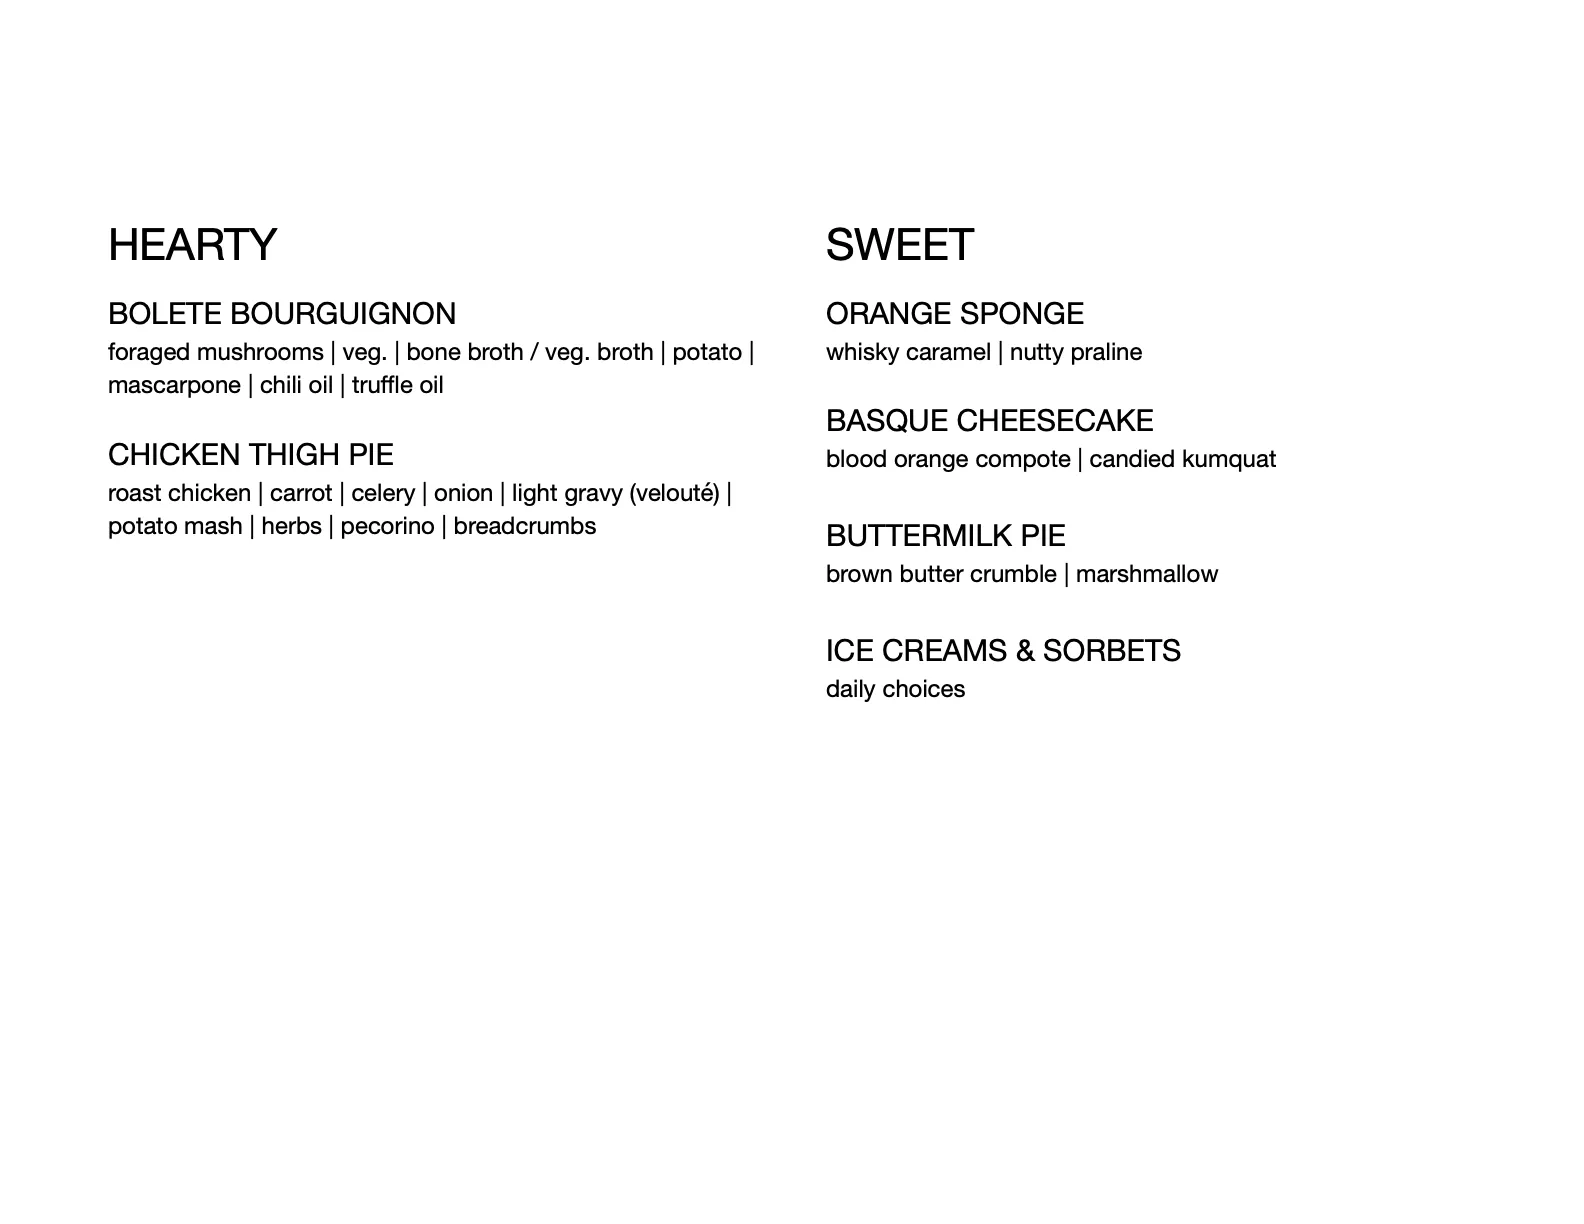 HEARTY
BOLETE BOURGUIGNON
foraged mushrooms | veg. | bone broth / veg. broth | potato |
mascarpone | chili oil | truffle oil
CHICKEN THIGH PIE
roast chicken | carrot | celery | onion | light gravy (velouté) |
potato mash | herbs | pecorino | breadcrumbs
SWEET
ORANGE SPONGE
whisky caramel | nutty praline
BASQUE CHEESECAKE
blood orange compote | candied kumquat
BUTTERMILK PIE
brown butter crumble | marshmallow
ICE CREAMS & SORBETS
daily choices